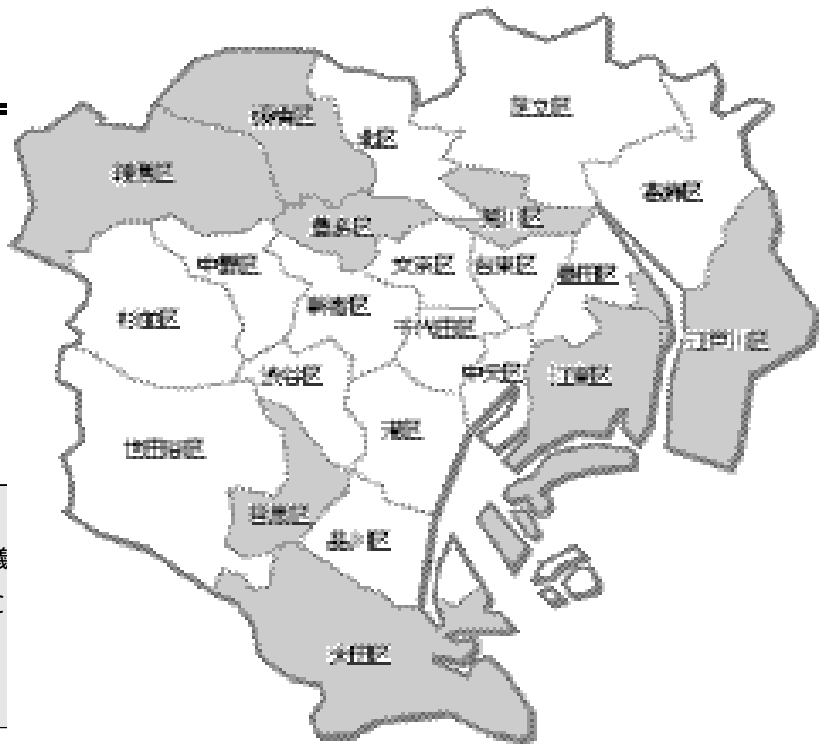 足立区
板橋区
北区
練馬区
葛飾区
荒川区
豊島区
中野区
文京区
台東区
墨田区
新宿区
杉並区
千代田区
江戸川区
渋谷区
中央区
江東区
港区
世田谷区
目黒区
品川区
大田区